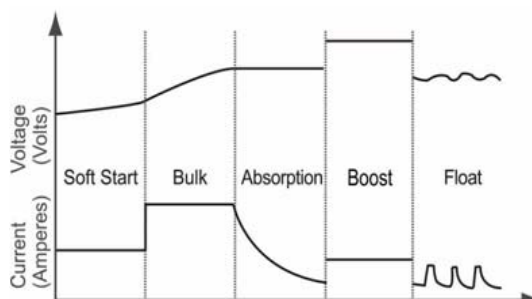 Voltage
(Volts)
Soft Start
Bulk
Absorption
Boost
Float
Current
(Amperes)